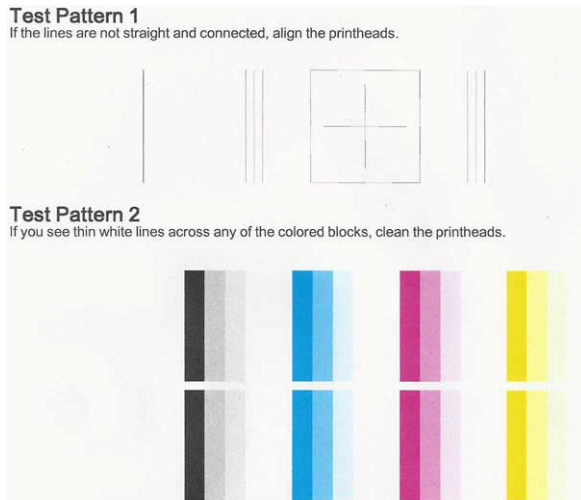 Test Pattern 1
If the lines are not straight and connected, align the printheads.
Test Pattern 2
If you see thin white lines across any of the colored blocks, clean the printheads.